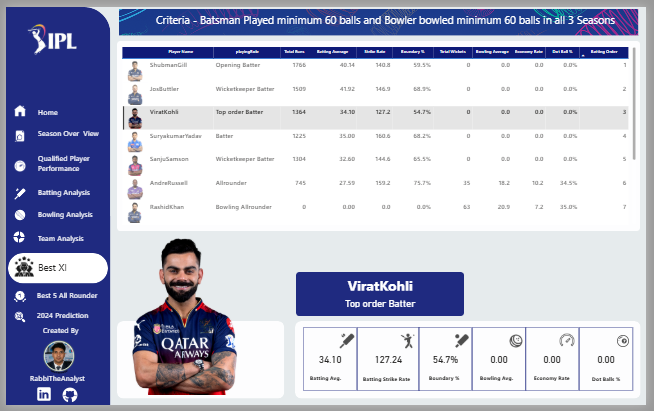 IPL
Home
Season Over View
Qualified Player
Performance
Batting Analysis
Bowling Analysis
Team Analysis
Best XI
Best 5 All Rounder
2024 Prediction
Created By
RabbiTheAnalyst
Criteria - Batsman Played minimum 60 balls and Bowler bowled minimum 60 balls in all 3 Seasons
Player Name playingRole Total Runs Batting Average Strike Rate Boundary % Total Wickets Bowling Average Economy Rate Dot Ball % Batting Order
ShubmanGill Opening Batter 1766 40.14 140.8 59.5% 0.0 0.0 0.0% 1
JosButtler Wicketkeeper Batter 1509 41.92 146.9 68.9% 0.0 0.0 0.0% 2
ViratKohli Top order Batter 1364 34.10 127.2 54.7% 0.0 0.0 0.0% 3
SuryakumarYadav Batter 1225 35.00 160.6 68.2% 0.0 0.0 0.0% 4
SanjuSamson Wicketkeeper Batter 1304 32.60 144.6 65.5% 0.0 0.0 0.0% 5
AndreRussell Allrounder 745 27.59 159.2 75.7% 35 18.2 10.2 34.5% 6
RashidKhan Bowling Allrounder 0 0.00 0.0 0.0% 63 20.9 7.2 35.0% 7
QATAR
AIRWAYS
ViratKohli
Top order Batter
34.10 127.24 54.7% 0.00 0.00 0.00
Batting Avg. Batting Strike Rate Boundery % Bowling Avg. Economy Rate Dot Ball %